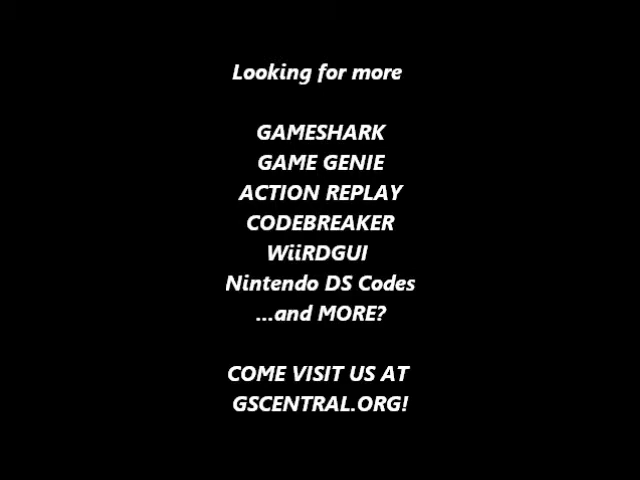 Looking for more
GAMESHARK
GAME GENIE
ACTION REPLAY
CODEBREAKER
WiiRDGUI
Nintendo DS Codes
...and MORE?
COME VISIT US AT
GSCENTRAL.ORG!